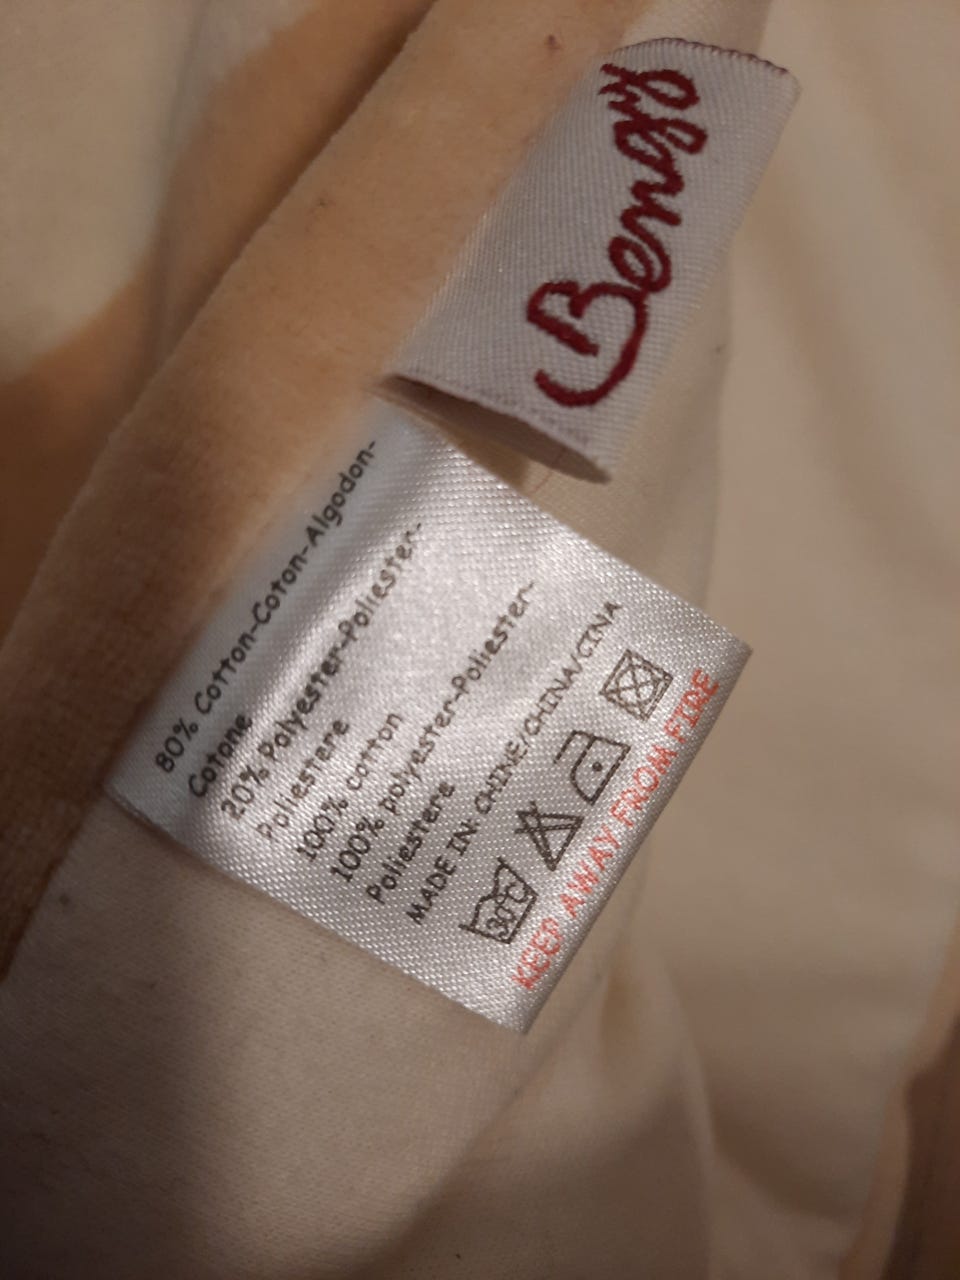 Bengy
80% Cotton-Coton-Algodon-
Cotone
20% Polyester-Poliester-
Poliestere
100% cotton
100% polyester-Poliester-
Poliestere
MADE IN: CHINE/CHINA/CINA
30°C
KEEP AWAY FROM FIRE